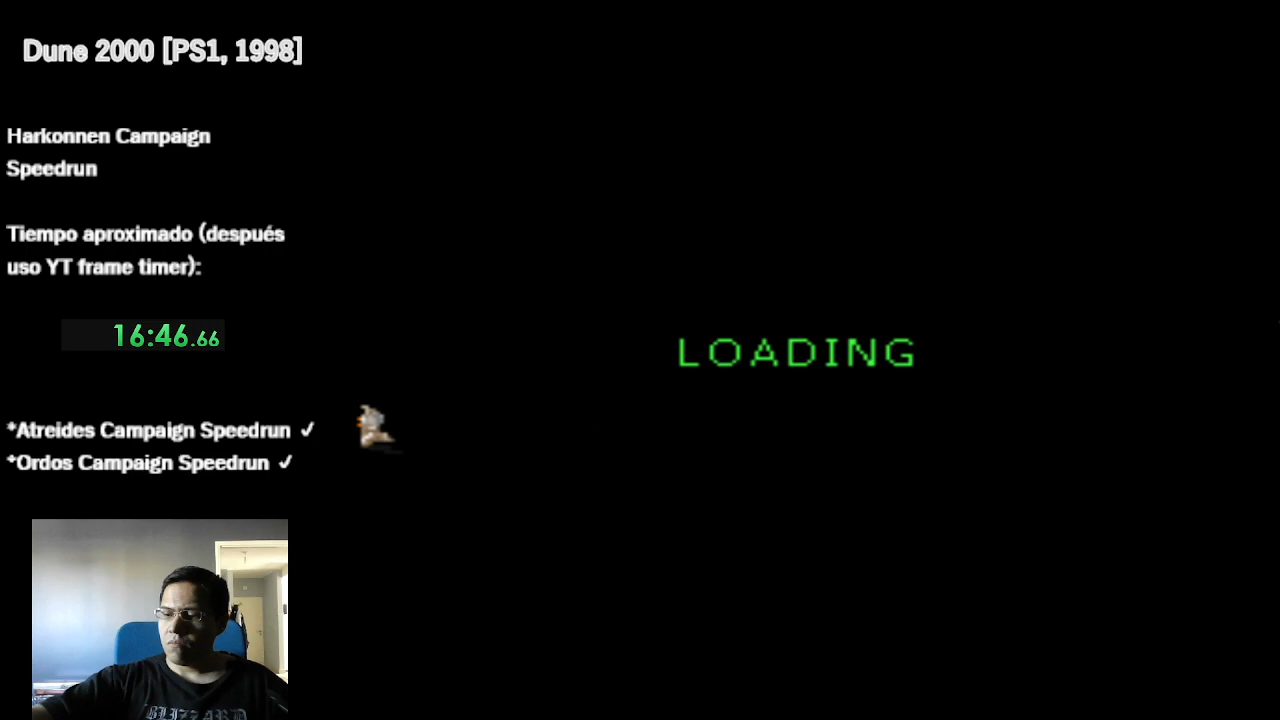 Dune 2000 [PS1, 1998]
Harkonnen Campaign
Speedrun
Tiempo aproximado (después
uso YT frame timer):
16:46.66
LOADING
*Atreides Campaign Speedrun ✓
*Ordos Campaign Speedrun ✓
BLIZZARD